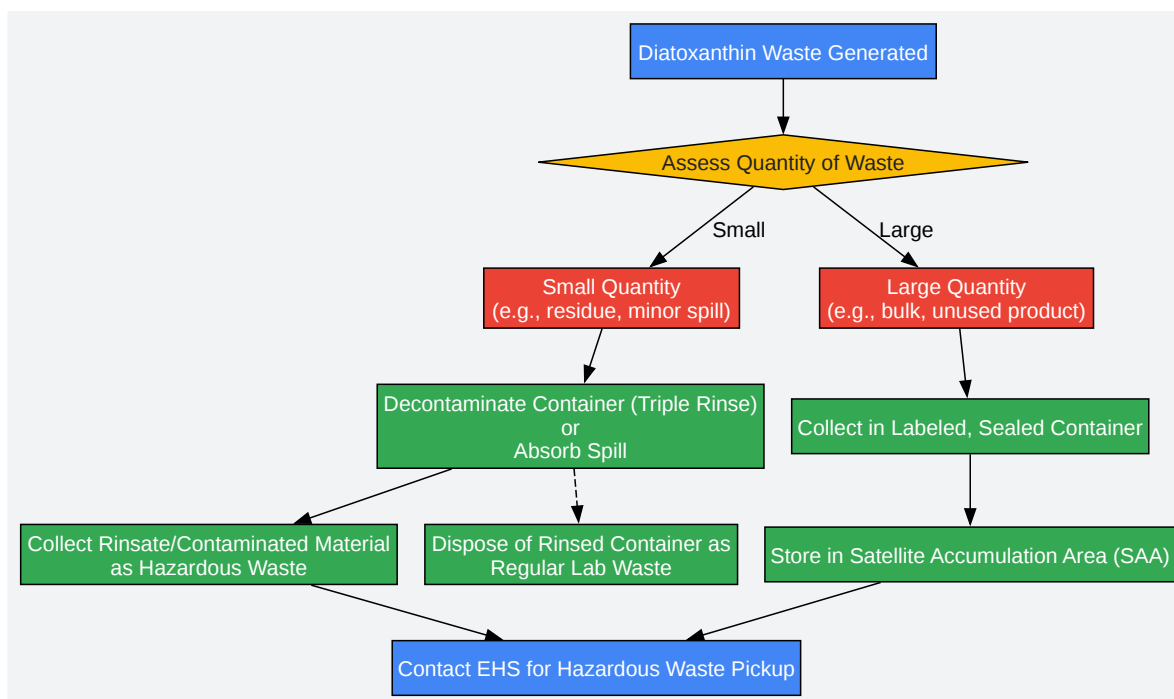 Diatoxanthin Waste Generated
Assess Quantity of Waste
Small
Large
Small Quantity
(e.g., residue, minor spill)
Large Quantity
(e.g., bulk, unused product)
Decontaminate Container (Triple Rinse)
or
Absorb Spill
Collect in Labeled, Sealed Container
Collect Rinsate/Contaminated Material
as Hazardous Waste
Dispose of Rinsed Container as
Regular Lab Waste
Store in Satellite Accumulation Area (SAA)
Contact EHS for Hazardous Waste Pickup